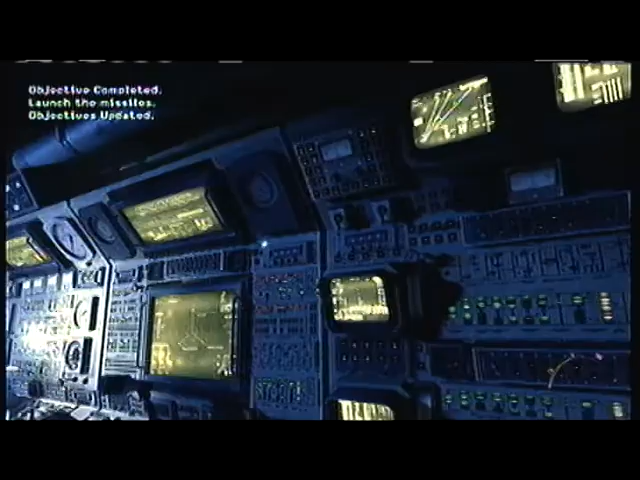 Objective Completed.
Launch the missiles.
Objectives Updated.